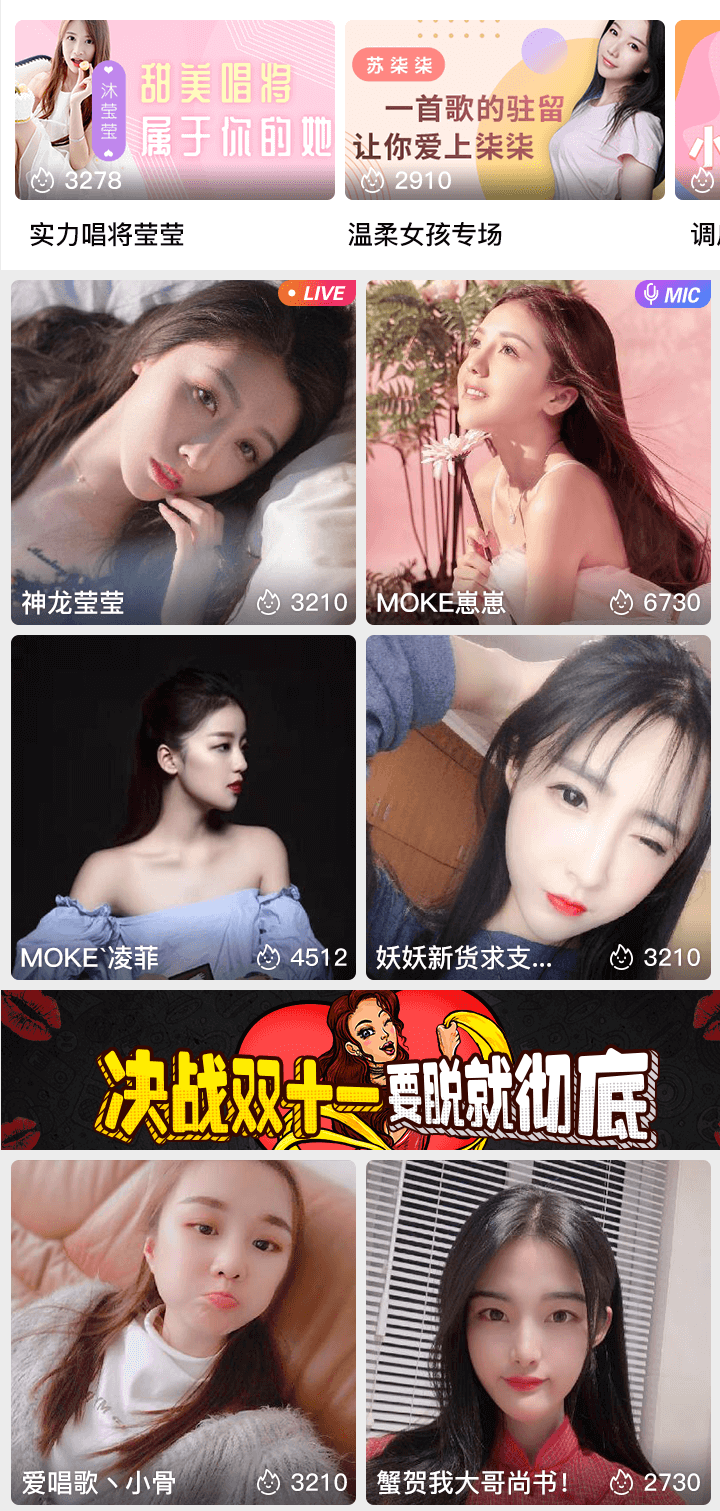 沐莹莹
甜美唱将
属于你的她
3278
苏柒柒
一首歌的驻留
让你爱上柒柒
2910
小
实力唱将莹莹
温柔女孩专场
LIVE
MIC
神龙莹莹
3210
MOKE崽崽
6730
MOKE`凌菲
4512
妖妖新货求支...
3210
决战双十一要脱就彻底
爱唱歌丶小骨
3210
蟹贺我大哥尚书!
2730